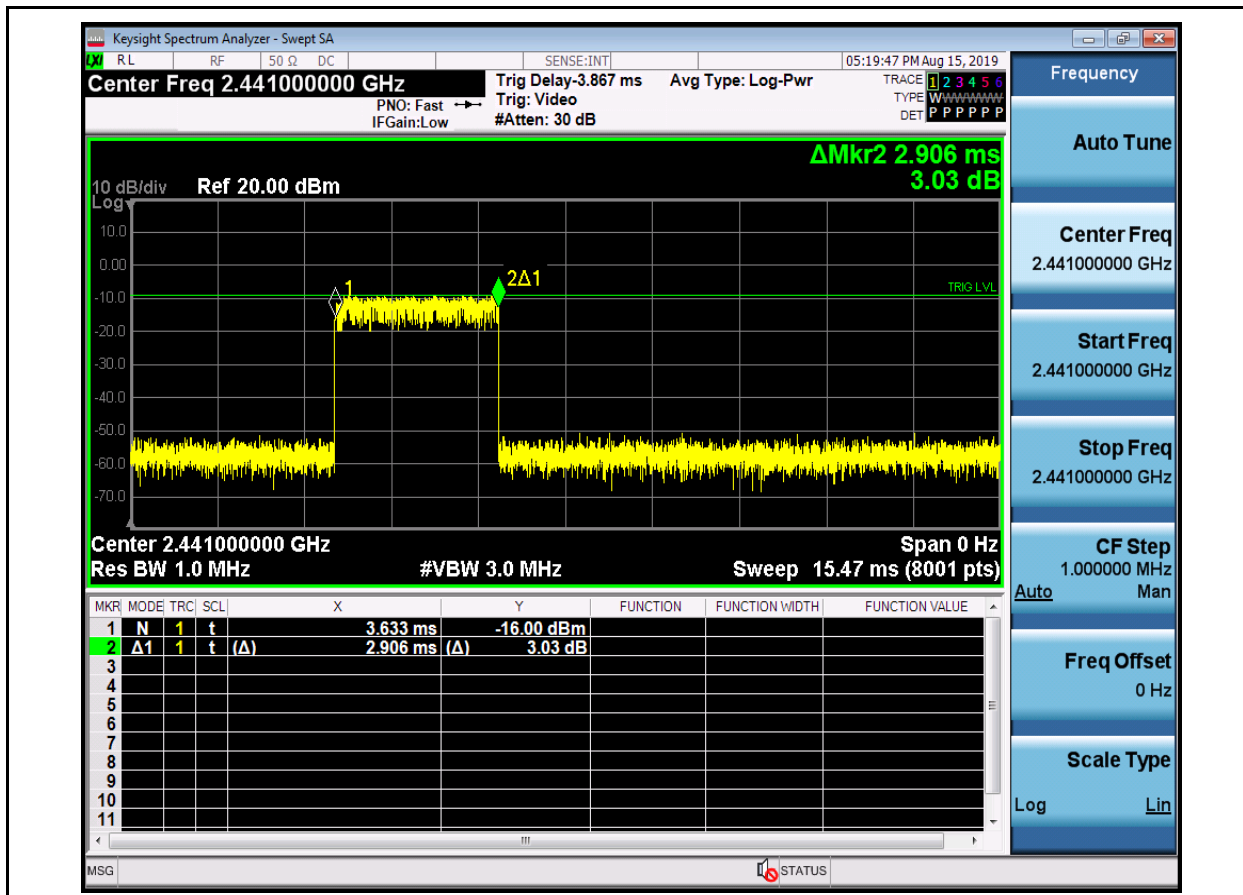 Keysight Spectrum Analyzer - Swept SA
LXI RL RF 50 Ω DC SENSE:INT 05:19:47 PM Aug 15, 2019
Center Freq 2.441000000 GHz
PNO: Fast
IFGain:Low
Trig Delay-3.867 ms
Trig: Video
#Atten: 30 dB
Avg Type: Log-Pwr
TRACE 1 2 3 4 5 6
TYPE WWWWWW
DET P P P P P P
ΔMkr2 2.906 ms
3.03 dB
10 dB/div Ref 20.00 dBm
Log
10.0
0.00
-10.0
-20.0
-30.0
-40.0
-50.0
-60.0
-70.0
1
2Δ1
TRIG LVL
Center 2.441000000 GHz Span 0 Hz
Res BW 1.0 MHz #VBW 3.0 MHz Sweep 15.47 ms (8001 pts)
MKR MODE TRC SCL X Y FUNCTION FUNCTION WIDTH FUNCTION VALUE
1 N 1 t 3.633 ms -16.00 dBm
2 Δ1 1 t (Δ) 2.906 ms (Δ) 3.03 dB
3
4
5
6
7
8
9
10
11
MSG STATUS
Frequency
Auto Tune
Center Freq
2.441000000 GHz
Start Freq
2.441000000 GHz
Stop Freq
2.441000000 GHz
CF Step
1.000000 MHz
Auto Man
Freq Offset
0 Hz
Scale Type
Log Lin